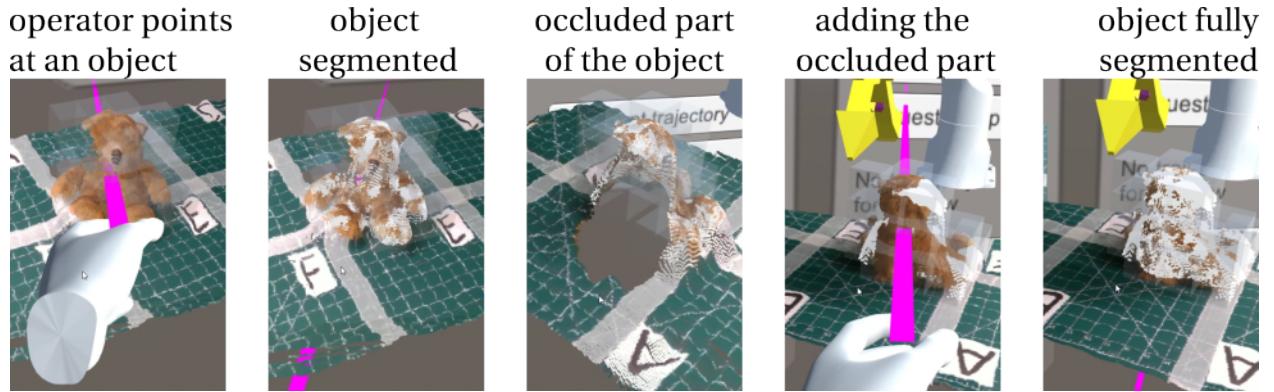 operator points
at an object
object
segmented
occluded part
of the object
adding the
occluded part
object fully
segmented
trajectory
F
E
A